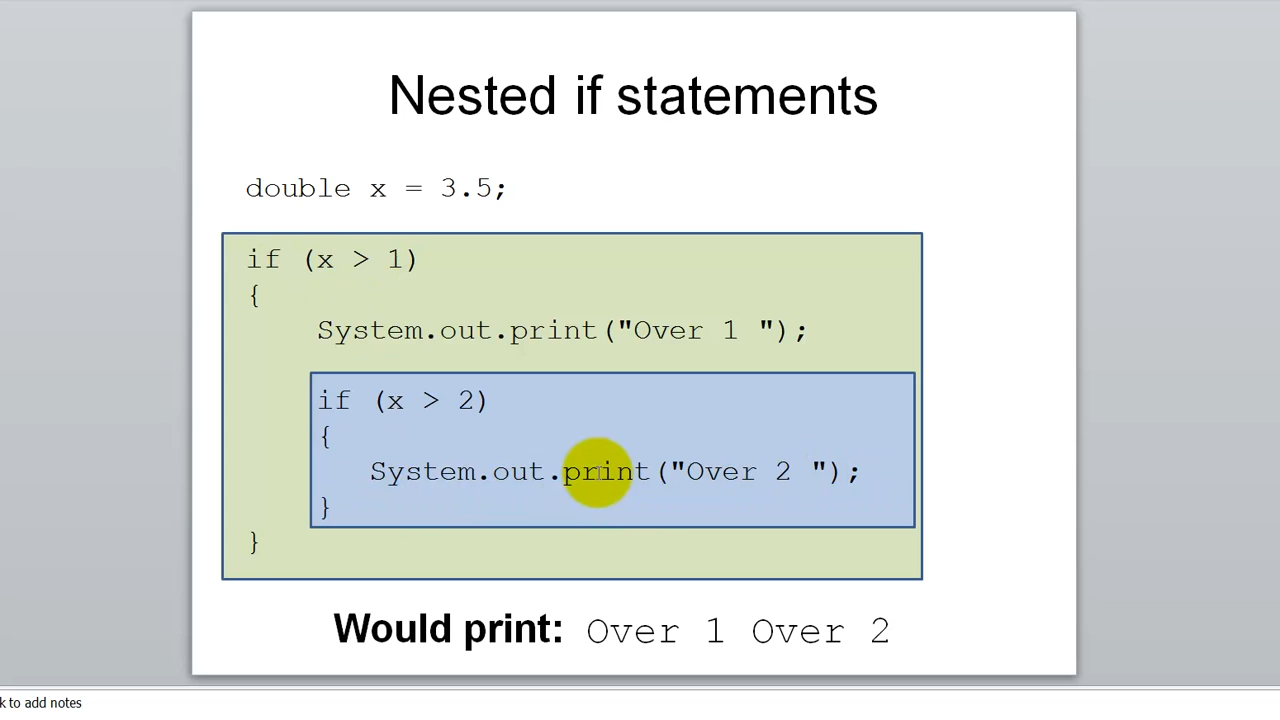 Nested if statements
double x = 3.5;
if (x > 1)
{
System.out.print("Over 1 ");
if (x > 2)
{
System.out.print("Over 2 ");
}
}
Would print: Over 1 Over 2
k to add notes